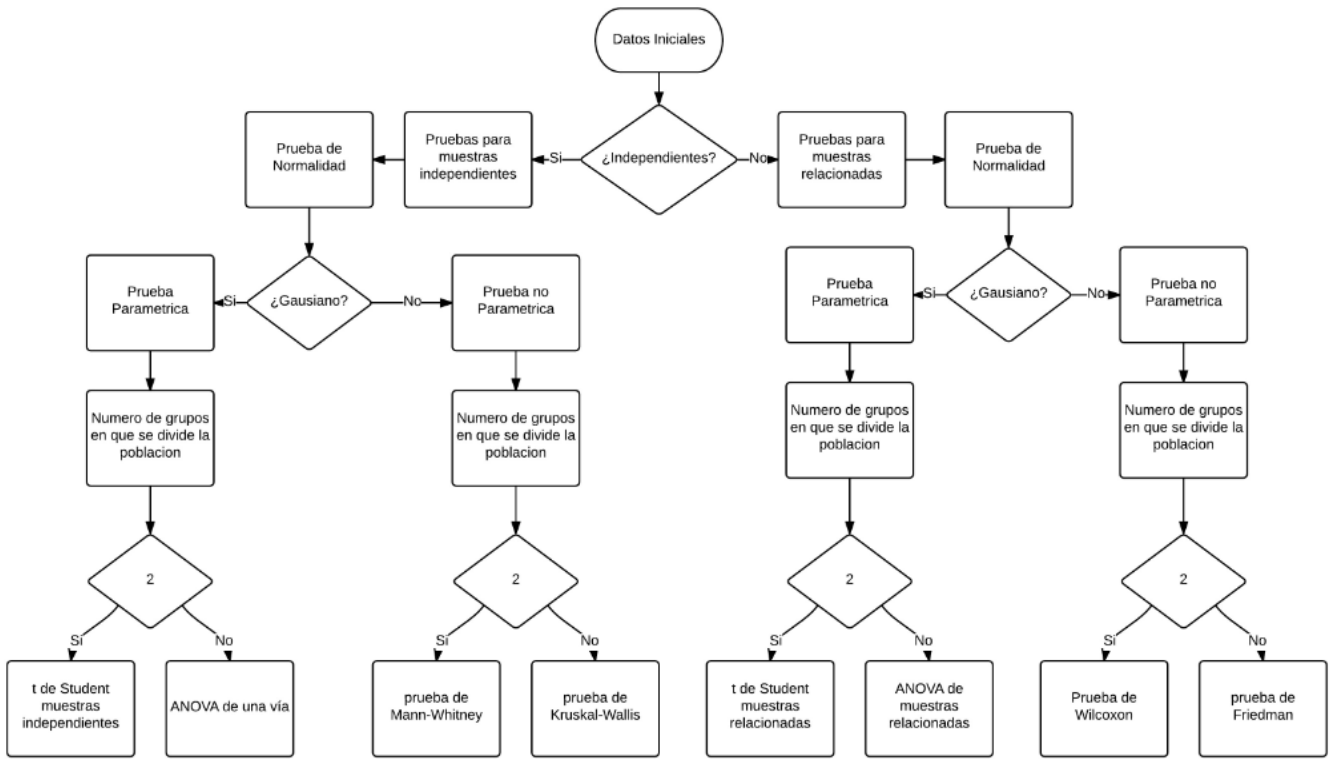 Datos Iniciales
Prueba de
Normalidad
Pruebas para
muestras
independientes
Si
¿Independientes?
No
Pruebas para
muestras
relacionadas
Prueba de
Normalidad
Prueba
Parametrica
Si
¿Gausiano?
No
Prueba no
Parametrica
Prueba
Parametrica
Si
¿Gausiano?
No
Prueba no
Parametrica
Numero de grupos
en que se divide la
poblacion
Numero de grupos
en que se divide la
poblacion
Numero de grupos
en que se divide la
poblacion
Numero de grupos
en que se divide la
poblacion
2
2
2
2
Si
No
Si
No
Si
No
Si
No
t de Student
muestras
independientes
ANOVA de una vía
prueba de
Mann-Whitney
prueba de
Kruskal-Wallis
t de Student
muestras
relacionadas
ANOVA de
muestras
relacionadas
Prueba de
Wilcoxon
prueba de
Friedman